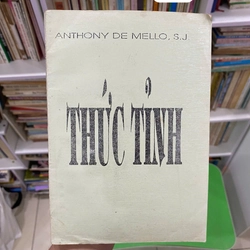 ANTHONY DE MELLO, S.J.
THỨC TỈNH